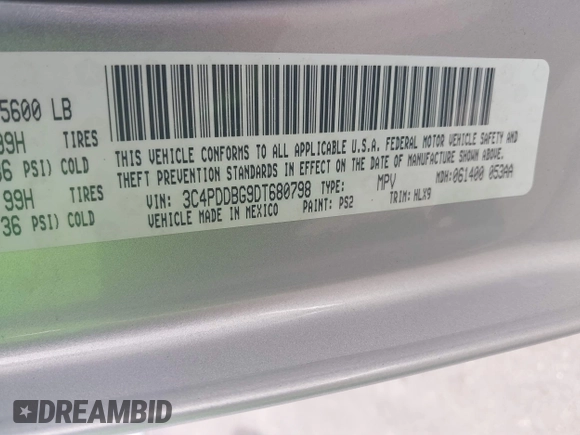 5600 LB
99H TIRES
36 PSI) COLD
99H TIRES
36 PSI) COLD
THIS VEHICLE CONFORMS TO ALL APPLICABLE U.S.A. FEDERAL MOTOR VEHICLE SAFETY AND
THEFT PREVENTION STANDARDS IN EFFECT ON THE DATE OF MANUFACTURE SHOWN ABOVE.
VIN: 3C4PDDBG9DT680798 TYPE: MPV MDH:061400 053AA
VEHICLE MADE IN MEXICO PAINT: PS2 TRIM: HLX9
DREAMBID